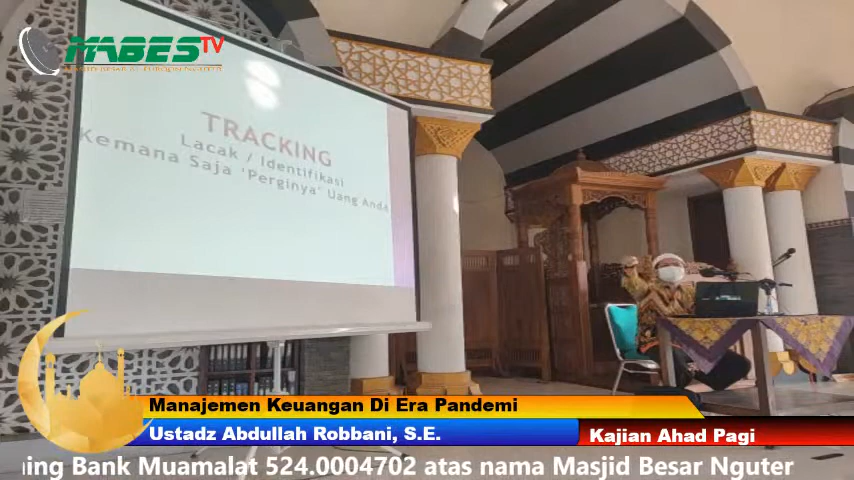 MABES TV
TRACKING
Lacak / Identifikasi
Kemana Saja 'Perginya' Uang Anda
Manajemen Keuangan Di Era Pandemi
Ustadz Abdullah Robbani, S.E.
Kajian Ahad Pagi
ning Bank Muamalat 524.0004702 atas nama Masjid Besar Nguter